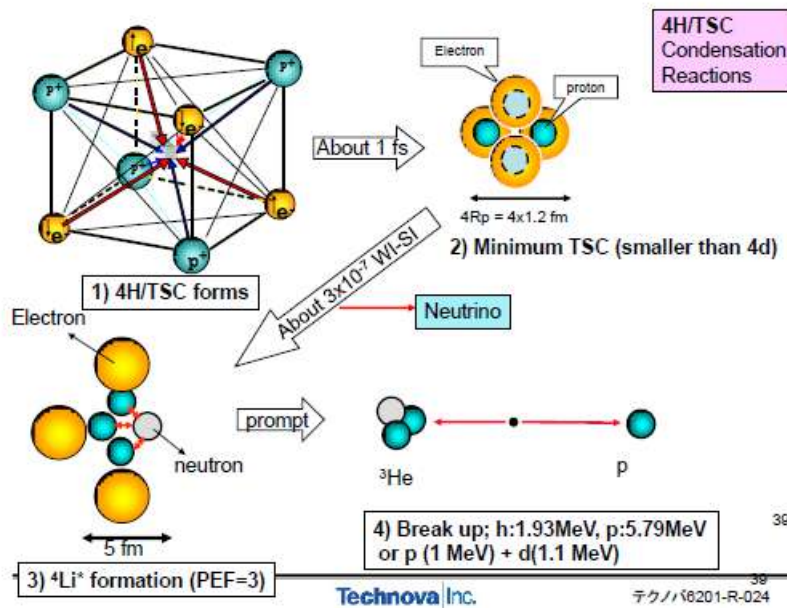 4H/TSC
Condensation
Reactions
e-
p+
p+
e-
p+
e-
e-
p+
About 1 fs
Electron
proton
4Rp = 4x1.2 fm
2) Minimum TSC (smaller than 4d)
1) 4H/TSC forms
About 3x10-7 WI-SI
Neutrino
Electron
neutron
5 fm
3) 4Li* formation (PEF=3)
prompt
3He
p
4) Break up; h:1.93MeV, p:5.79MeV
or p (1 MeV) + d(1.1 MeV)
39
39
Technova Inc.
テクノバ6201-R-024